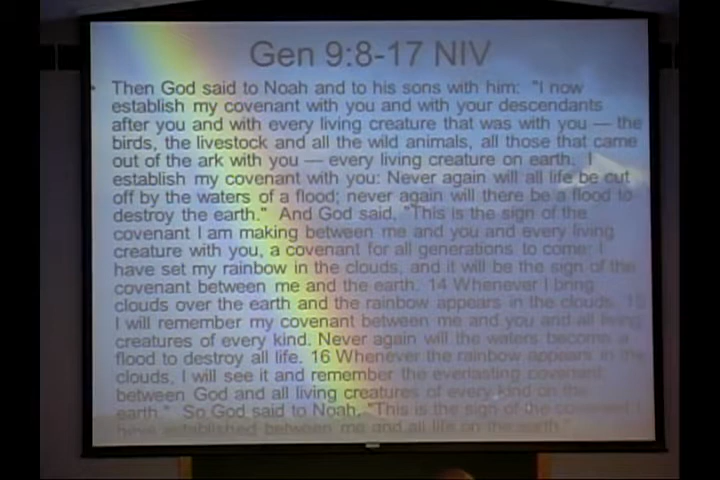 Gen 9:8-17 NIV
Then God said to Noah and to his sons with him: "I now
establish my covenant with you and with your descendants
after you and with every living creature that was with you — the
birds, the livestock and all the wild animals, all those that came
out of the ark with you — every living creature on earth. I
establish my covenant with you: Never again will all life be cut
off by the waters of a flood; never again will there be a flood to
destroy the earth." And God said, "This is the sign of the
covenant I am making between me and you and every living
creature with you, a covenant for all generations to come: I
have set my rainbow in the clouds, and it will be the sign of the
covenant between me and the earth. 14 Whenever I bring
clouds over the earth and the rainbow appears in the clouds, 15
I will remember my covenant between me and you and all living
creatures of every kind. Never again will the waters become a
flood to destroy all life. 16 Whenever the rainbow appears in the
clouds, I will see it and remember the everlasting covenant
between God and all living creatures of every kind on the
earth." So God said to Noah, "This is the sign of the covenant I
have established between me and all life on the earth."